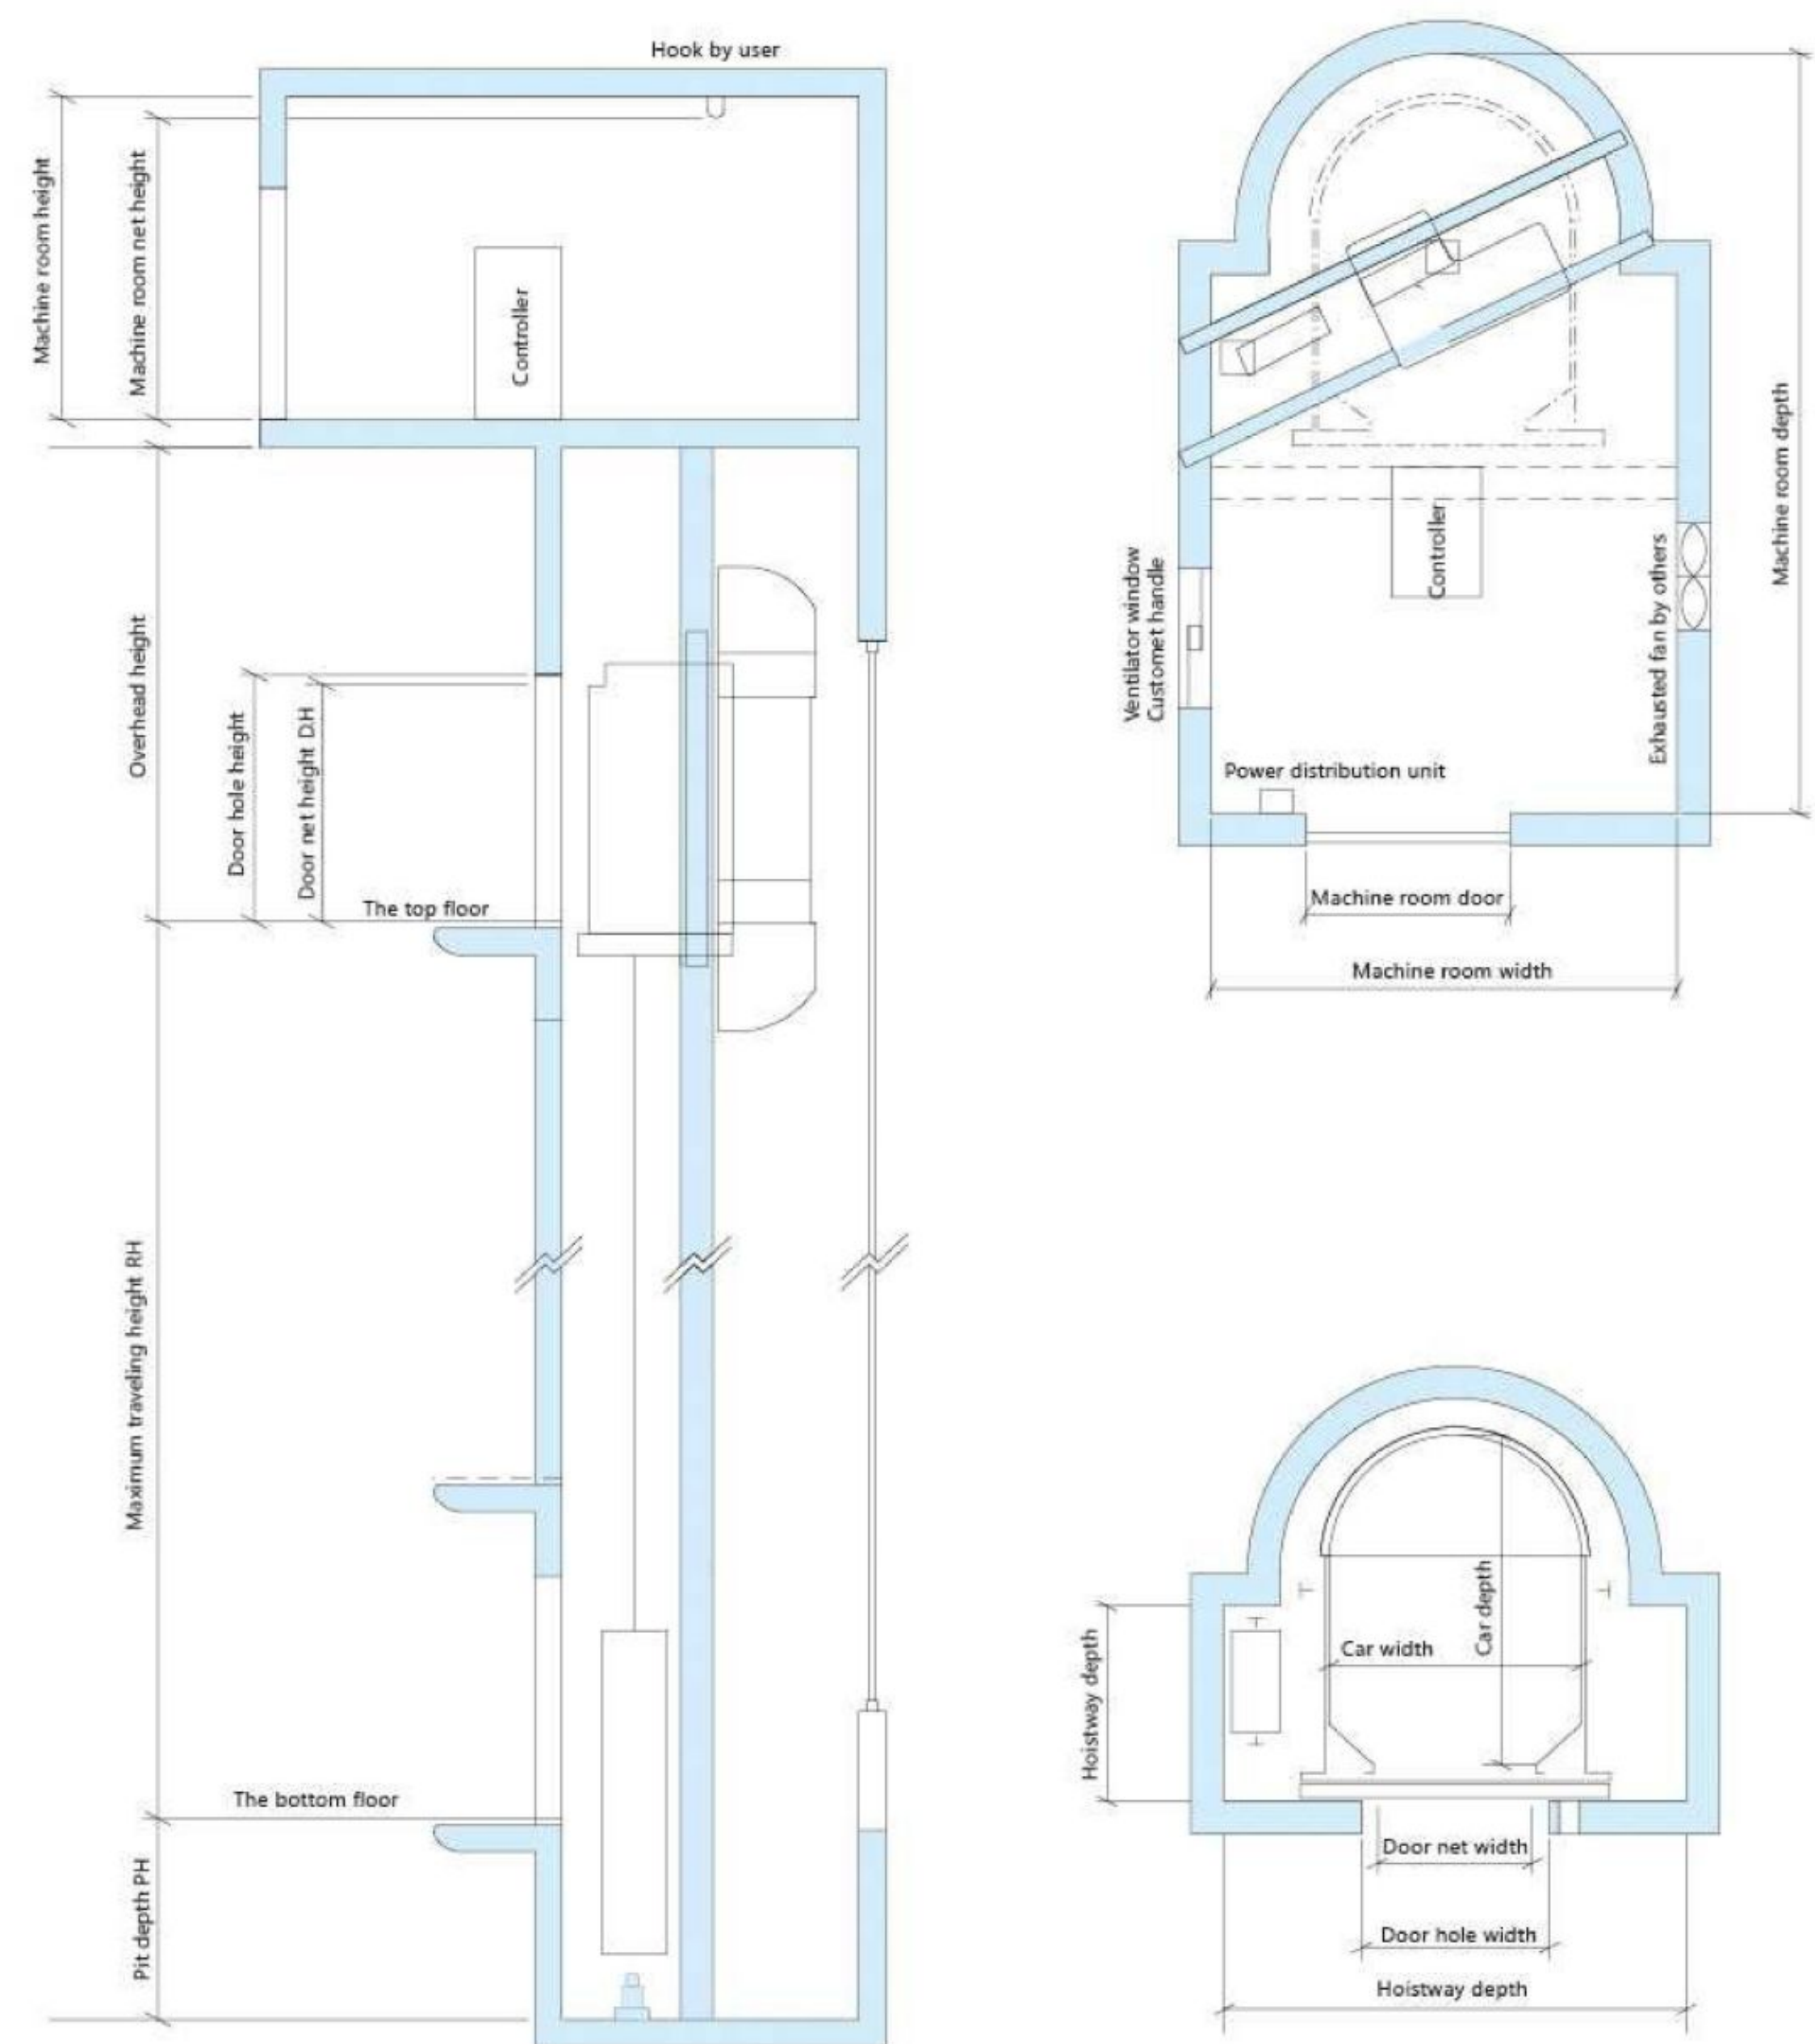 Hook by user
Machine room height
Machine room net height
Controller
Overhead height
Door hole height
Door net height D.H
The top floor
Maximum traveling height RH
The bottom floor
Pit depth PH
Machine room depth
Controller
Ventilator window
Customet handle
Exhausted fan by others
Power distribution unit
Machine room door
Machine room width
Car depth
Car width
Hoistway depth
Door net width
Door hole width
Hoistway depth